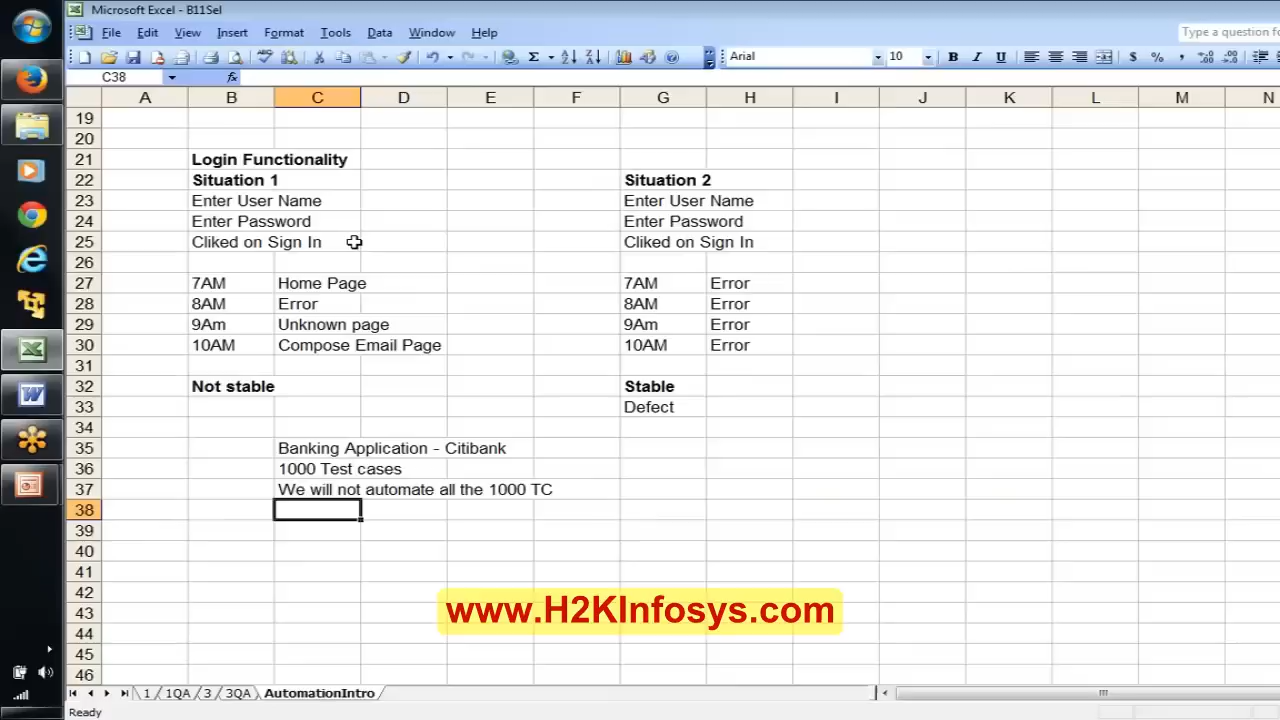 Microsoft Excel - B11Sel
File Edit View Insert Format Tools Data Window Help
Type a question for
Arial 10 B I U $ % ,
C38 fx
A B C D E F G H I J K L M N
19
20
21 Login Functionality
22 Situation 1 Situation 2
23 Enter User Name Enter User Name
24 Enter Password Enter Password
25 Cliked on Sign In Cliked on Sign In
26
27 7AM Home Page 7AM Error
28 8AM Error 8AM Error
29 9Am Unknown page 9Am Error
30 10AM Compose Email Page 10AM Error
31
32 Not stable Stable
33 Defect
34
35 Banking Application - Citibank
36 1000 Test cases
37 We will not automate all the 1000 TC
38
39
40
41
42
www.H2KInfosys.com
43
44
45
46
1 1QA 3 3QA AutomationIntro
Ready